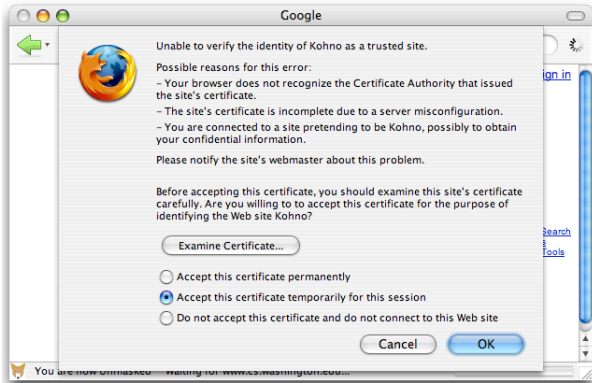 Google
Unable to verify the identity of Kohno as a trusted site.
Possible reasons for this error:
– Your browser does not recognize the Certificate Authority that issued
the site's certificate.
– The site's certificate is incomplete due to a server misconfiguration.
– You are connected to a site pretending to be Kohno, possibly to obtain
your confidential information.
Please notify the site's webmaster about this problem.
Before accepting this certificate, you should examine this site's certificate
carefully. Are you willing to to accept this certificate for the purpose of
identifying the Web site Kohno?
Examine Certificate...
Accept this certificate permanently
Accept this certificate temporarily for this session
Do not accept this certificate and do not connect to this Web site
Cancel
OK
ign in
Search
Tools
You are now Unmasked
Waiting for www.cs.washington.edu...